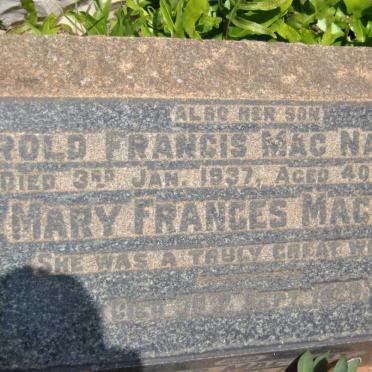 ALSO HER SON
ROLD FRANCIS MAC NA
DIED 3RD JAN. 1937, AGED 40
MARY FRANCES MAC
SHE WAS A TRULY GREAT W